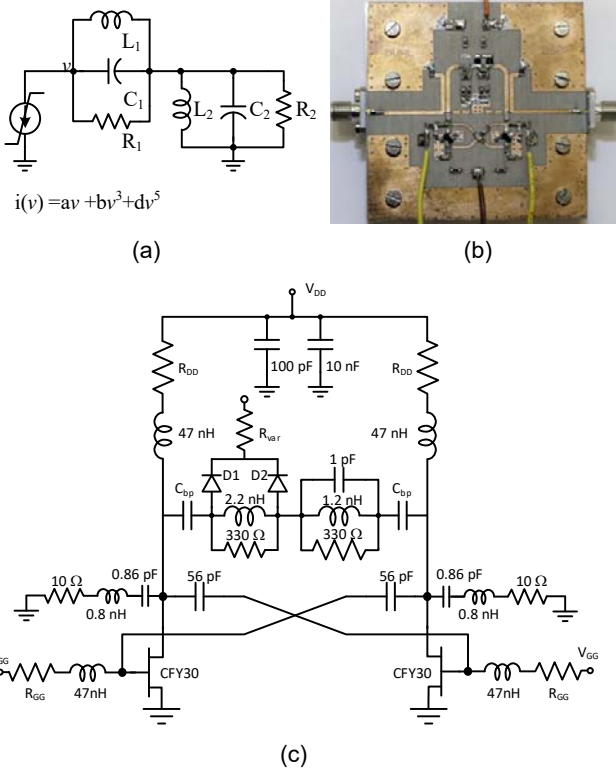 L1
v
C1
R1
L2
C2
R2
i(v) =av +bv³+dv⁵
(a)
(b)
VDD
RDD
100 pF
10 nF
RDD
47 nH
47 nH
Rvar
1 pF
D1
D2
Cbp
2.2 nH
1.2 nH
Cbp
330 Ω
330 Ω
10 Ω
0.86 pF
56 pF
56 pF
0.86 pF
10 Ω
0.8 nH
0.8 nH
CFY30
CFY30
GG
VGG
RGG
47nH
47nH
RGG
(c)